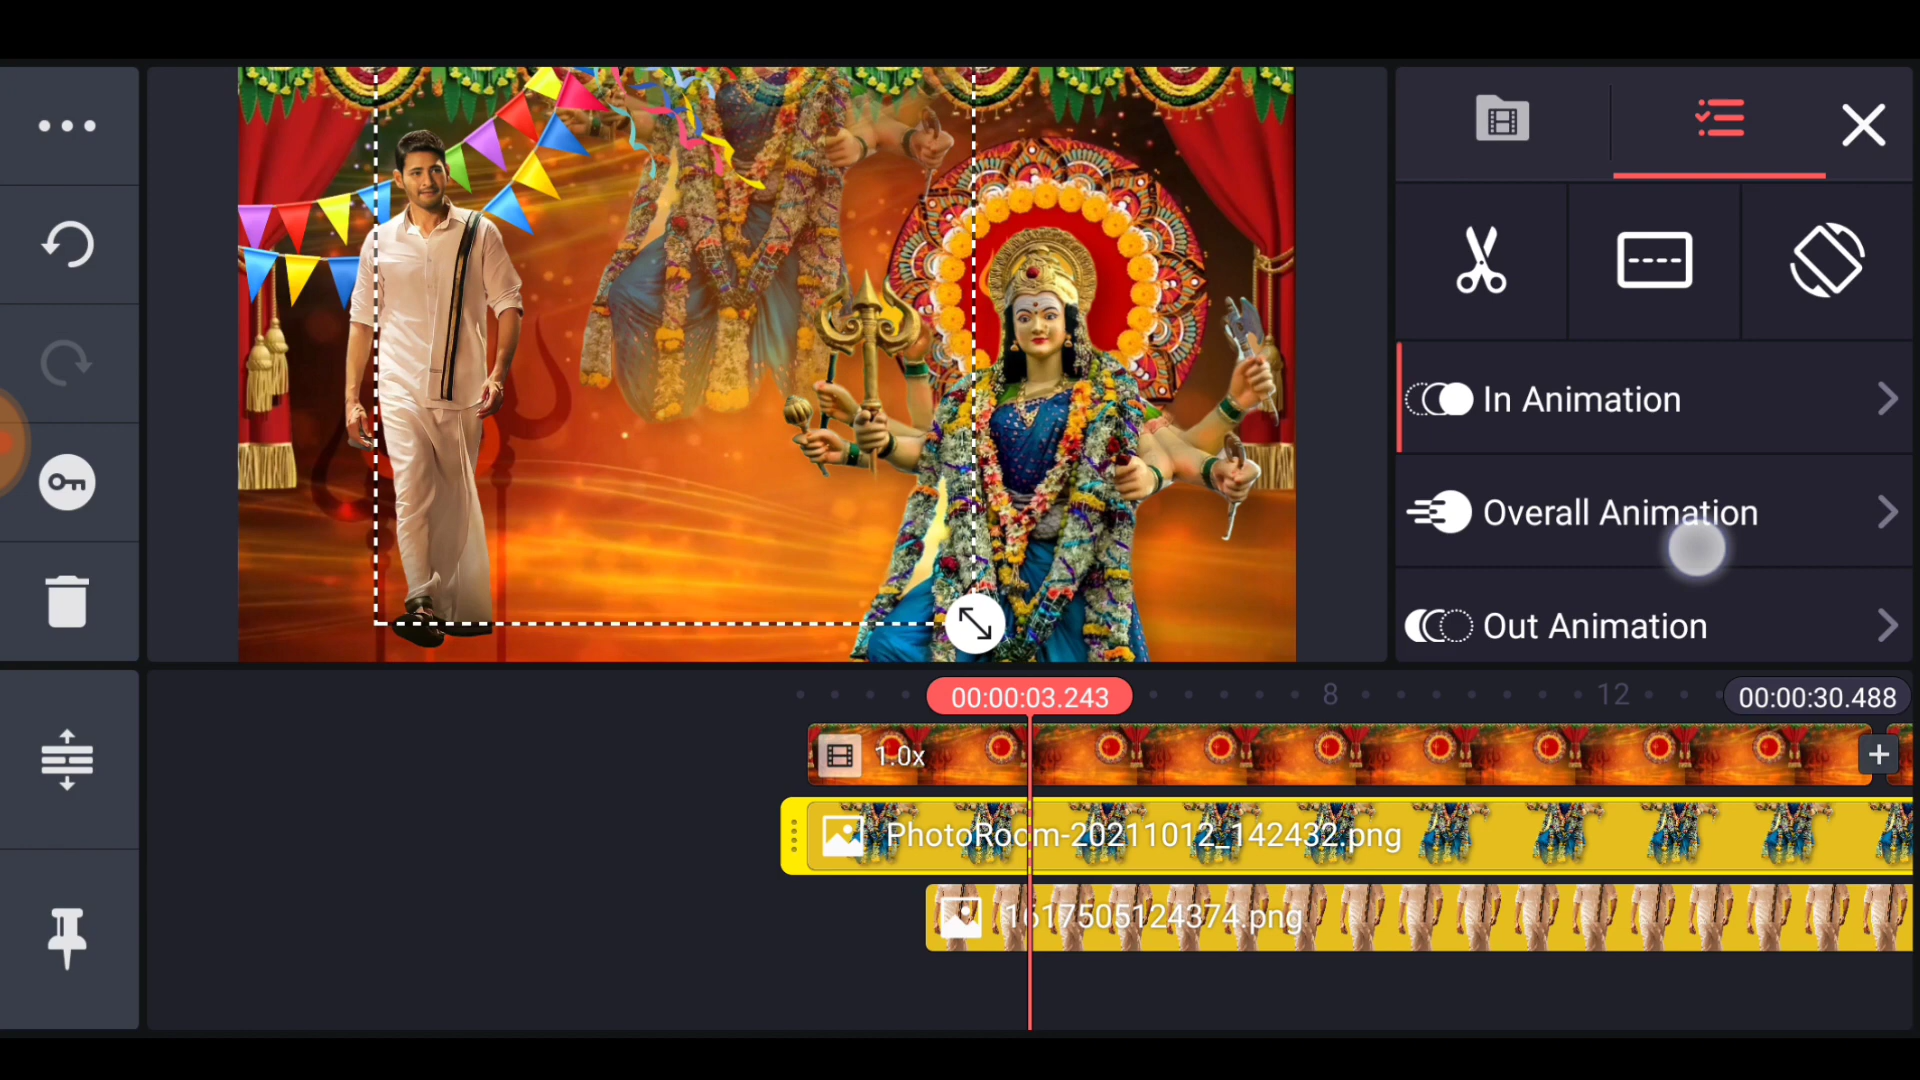 In Animation
Overall Animation
Out Animation
00:00:03.243
8
12
00:00:30.488
1.0x
PhotoRoom-20211012_142432.png
1617505124374.png